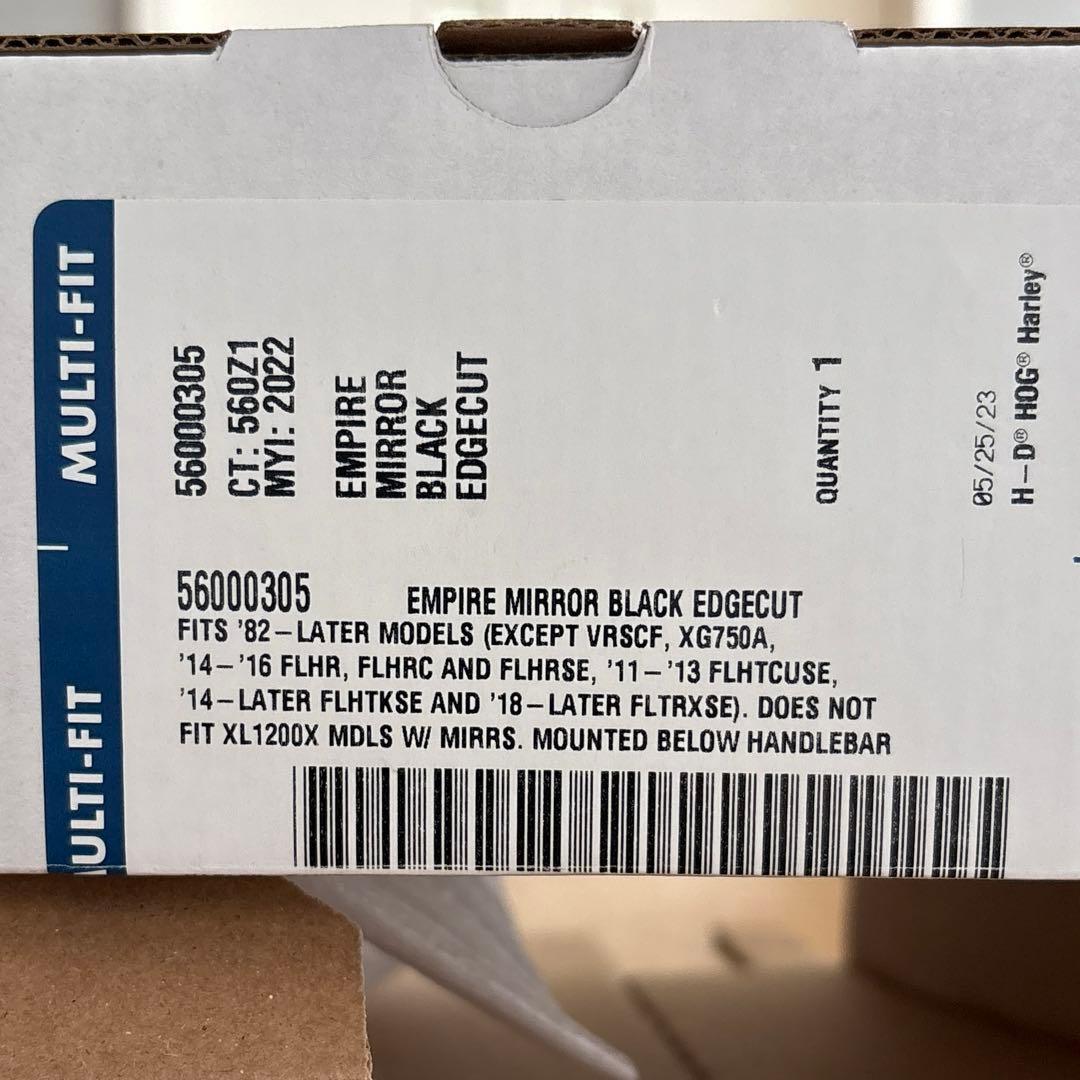 MULTI-FIT
56000305
CT: 560Z1
MYI: 2022
EMPIRE
MIRROR
BLACK
EDGECUT
QUANTITY 1
05/25/23
H-D® HOG® Harley®
ULTI-FIT
56000305 EMPIRE MIRROR BLACK EDGECUT
FITS '82-LATER MODELS (EXCEPT VRSCF, XG750A,
'14-'16 FLHR, FLHRC AND FLHRSE, '11-'13 FLHTCUSE,
'14-LATER FLHTKSE AND '18-LATER FLTRXSE). DOES NOT
FIT XL1200X MDLS W/ MIRRS. MOUNTED BELOW HANDLEBAR